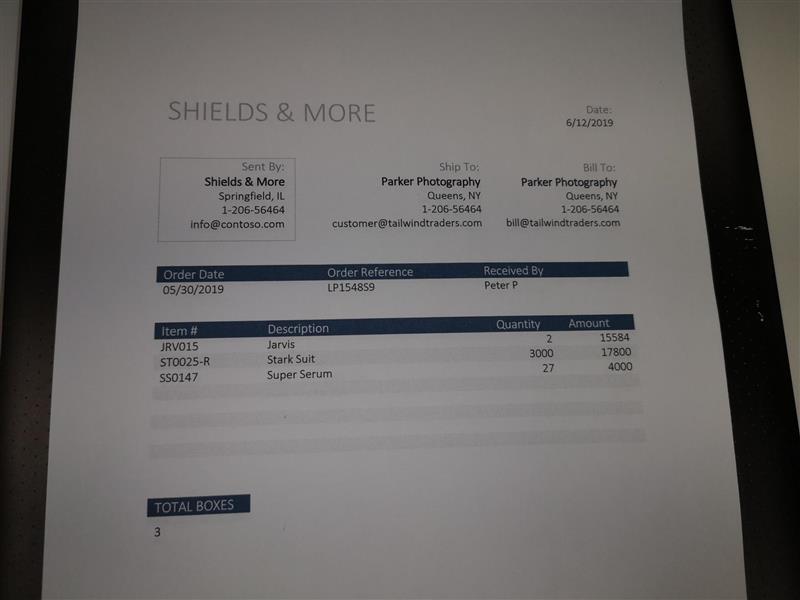 SHIELDS & MORE
Date:
6/12/2019
Sent By:
Shields & More
Springfield, IL
1-206-56464
info@contoso.com
Ship To:
Parker Photography
Queens, NY
1-206-56464
customer@tailwindtraders.com
Bill To:
Parker Photography
Queens, NY
1-206-56464
bill@tailwindtraders.com
Order Date Order Reference Received By
05/30/2019 LP1548S9 Peter P
Item # Description Quantity Amount
JRV015 Jarvis 2 15584
ST0025-R Stark Suit 3000 17800
SS0147 Super Serum 27 4000
TOTAL BOXES
3